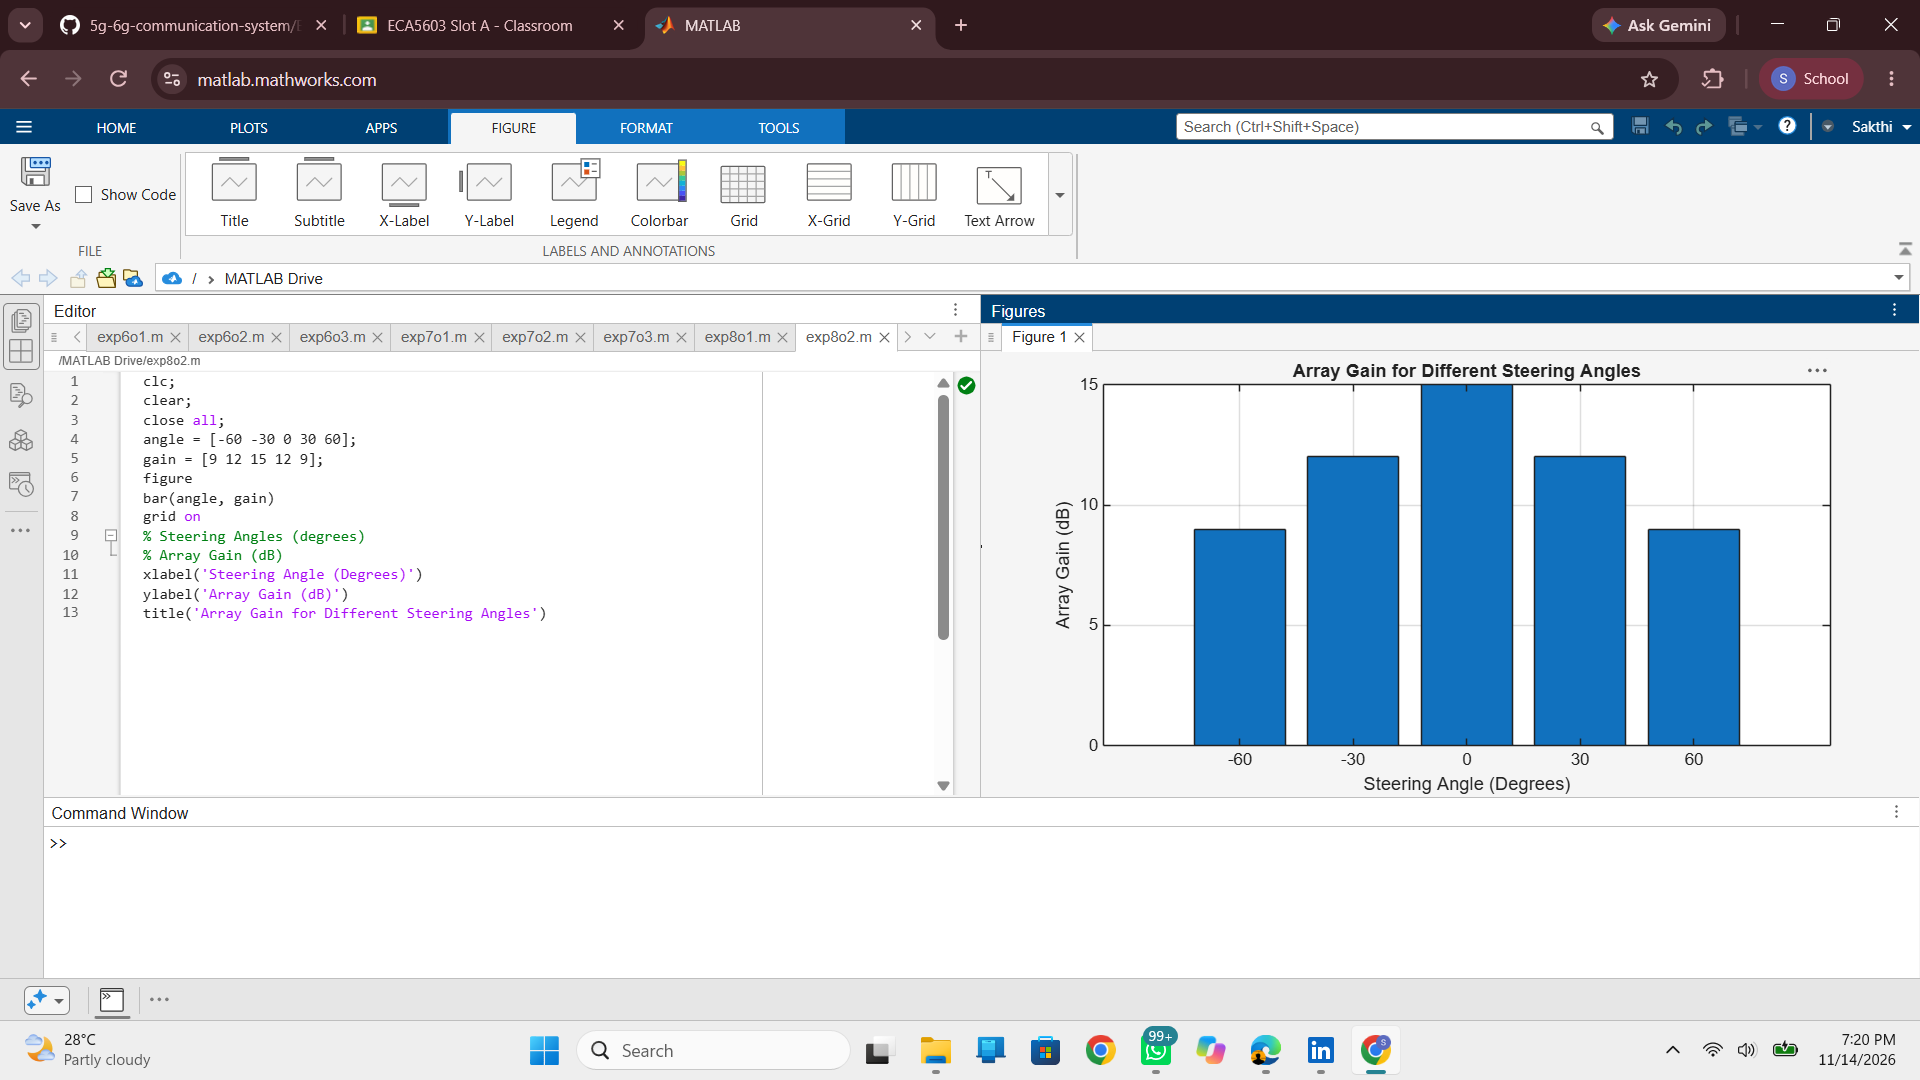 5g-6g-communication-system/
ECA5603 Slot A - Classroom
MATLAB
Ask Gemini
matlab.mathworks.com
S
School
HOME
PLOTS
APPS
FIGURE
FORMAT
TOOLS
Search (Ctrl+Shift+Space)
Sakthi
Save As
Show Code
Title
Subtitle
X-Label
Y-Label
Legend
Colorbar
Grid
X-Grid
Y-Grid
Text Arrow
FILE
LABELS AND ANNOTATIONS
/ > MATLAB Drive
Editor
exp6o1.m
exp6o2.m
exp6o3.m
exp7o1.m
exp7o2.m
exp7o3.m
exp8o1.m
exp8o2.m
/MATLAB Drive/exp8o2.m
1 clc;
2 clear;
3 close all;
4 angle = [-60 -30 0 30 60];
5 gain = [9 12 15 12 9];
6 figure
7 bar(angle, gain)
8 grid on
9 % Steering Angles (degrees)
10 % Array Gain (dB)
11 xlabel('Steering Angle (Degrees)')
12 ylabel('Array Gain (dB)')
13 title('Array Gain for Different Steering Angles')
Figures
Figure 1
Array Gain for Different Steering Angles
15
10
5
0
Array Gain (dB)
-60
-30
0
30
60
Steering Angle (Degrees)
Command Window
>>
28°C
Partly cloudy
Search
99+
in
7:20 PM
11/14/2026